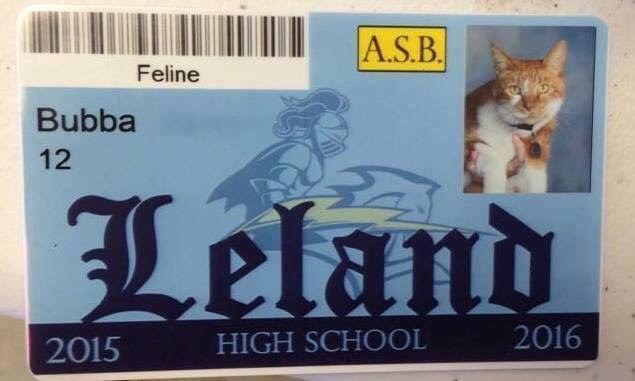 Feline
A.S.B.
Bubba
12
Leland
HIGH SCHOOL
2015
2016